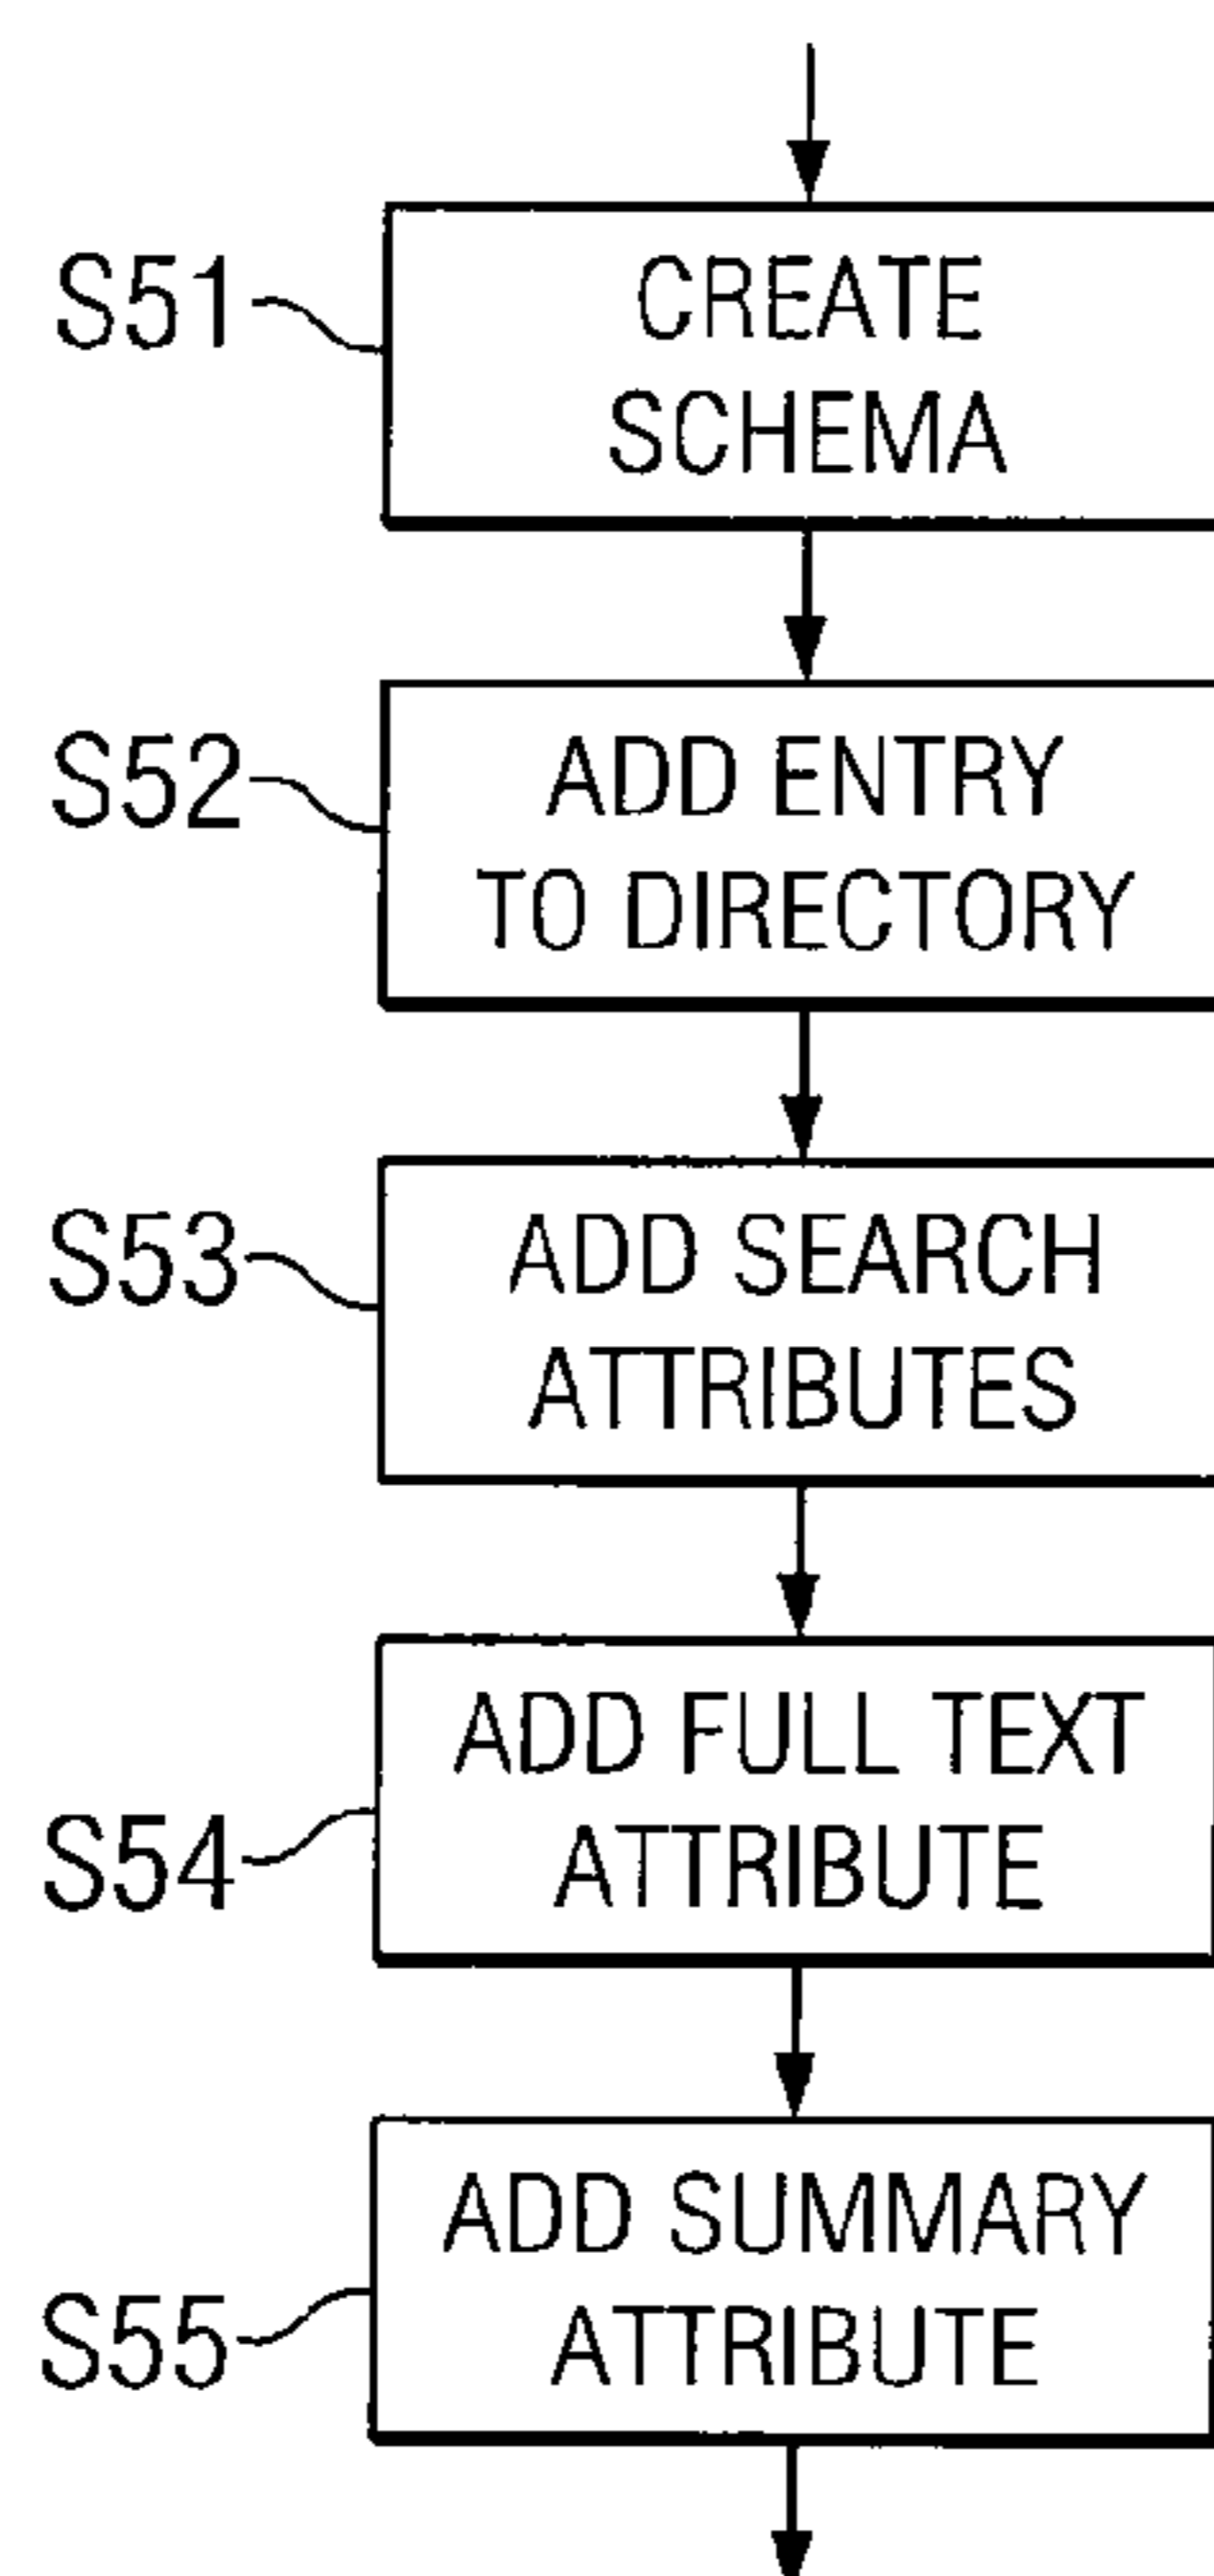 S51
CREATE
SCHEMA
S52
ADD ENTRY
TO DIRECTORY
S53
ADD SEARCH
ATTRIBUTES
ADD FULL TEXT
S54
ATTRIBUTE
ADD SUMMARY
S55
ATTRIBUTE